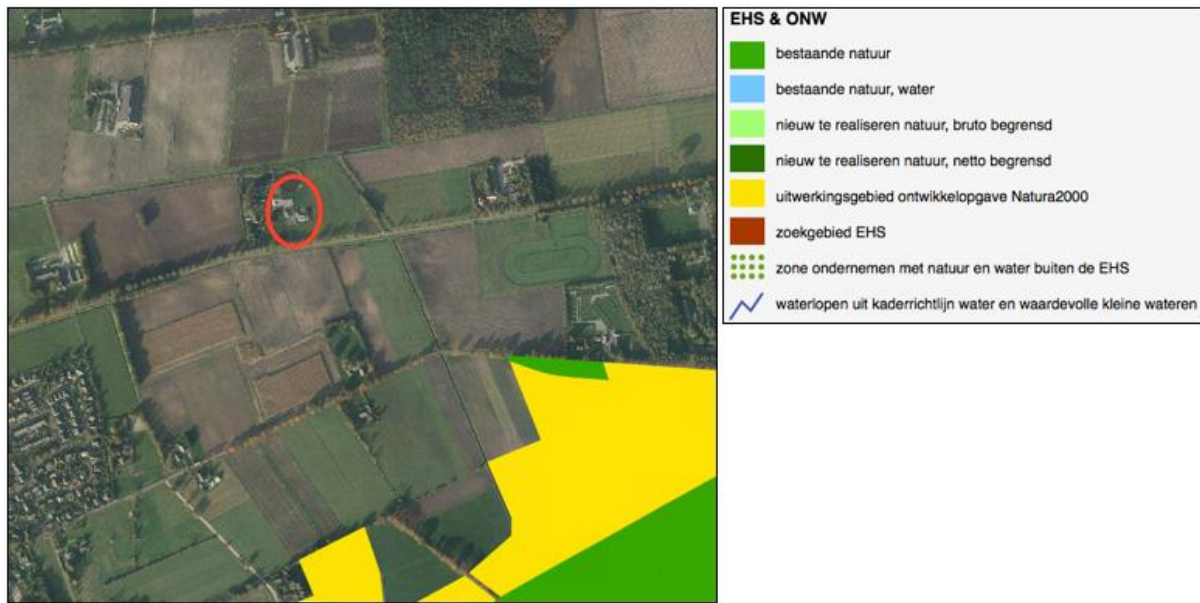 EHS & ONW
bestaande natuur
bestaande natuur, water
nieuw te realiseren natuur, bruto begrensd
nieuw te realiseren natuur, netto begrensd
uitwerkingsgebied ontwikkelopgave Natura2000
zoekgebied EHS
zone ondernemen met natuur en water buiten de EHS
waterlopen uit kaderrichtlijn water en waardevolle kleine wateren